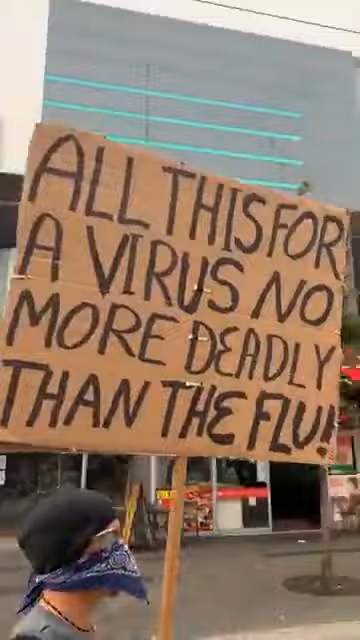 ALL THIS FOR
A VIRUS NO
MORE DEADLY
THAN THE FLU!